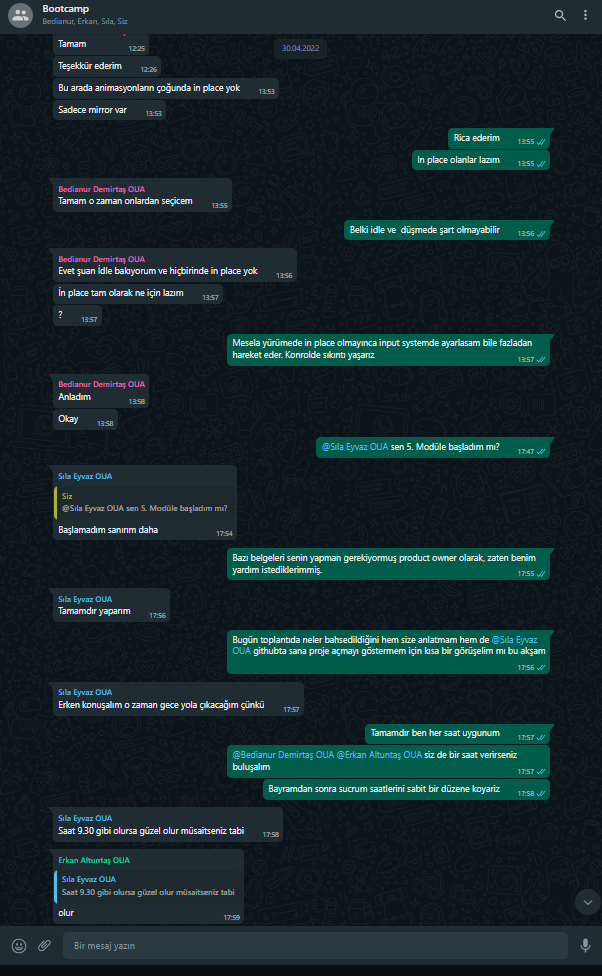 Bootcamp
Bedianur, Erkan, Sıla, Siz
Tamam
12:25
30.04.2022
Teşekkür ederim
12:26
Bu arada animasyonların çoğunda in place yok
13:53
Sadece mirror var
13:53
Rica ederim
13:55
In place olanlar lazım
13:55
Bedianur Demirtaş OUA
Tamam o zaman onlardan seçicem
13:55
Belki idle ve düşmede şart olmayabilir
13:56
Bedianur Demirtaş OUA
Evet şuan İdle bakıyorum ve hiçbirinde in place yok
13:56
İn place tam olarak ne için lazım
13:57
?
13:57
Mesela yürümede in place olmayınca input systemde ayarlasam bile fazladan
hareket eder. Konrolde sıkıntı yaşarız
13:57
Bedianur Demirtaş OUA
Anladım
13:58
Okay
13:58
@Sıla Eyvaz OUA sen 5. Modüle başladım mı?
17:47
Sıla Eyvaz OUA
Siz
@Sıla Eyvaz OUA sen 5. Modüle başladım mı?
Başlamadım sanırım daha
17:54
Bazı belgeleri senin yapman gerekiyormuş product owner olarak, zaten benim
yardım istediklerimmiş.
17:55
Sıla Eyvaz OUA
Tamamdır yaparım
17:56
Bugün toplantıda neler bahsedildiğini hem size anlatmam hem de @Sıla Eyvaz
OUA githubta sana proje açmayı göstermem için kısa bir görüşelim mi bu akşam
17:56
Sıla Eyvaz OUA
Erken konuşalım o zaman gece yola çıkacağım çünkü
17:57
Tamamdır ben her saat uygunum
17:57
@Bedianur Demirtaş OUA @Erkan Altuntaş OUA siz de bir saat verirseniz
buluşalım
17:57
Bayramdan sonra sucrum saatlerini sabit bir düzene koyariz
17:58
Sıla Eyvaz OUA
Saat 9.30 gibi olursa güzel olur müsaitseniz tabi
17:58
Erkan Altuntaş OUA
Sıla Eyvaz OUA
Saat 9.30 gibi olursa güzel olur müsaitseniz tabi
olur
17:59
Bir mesaj yazın